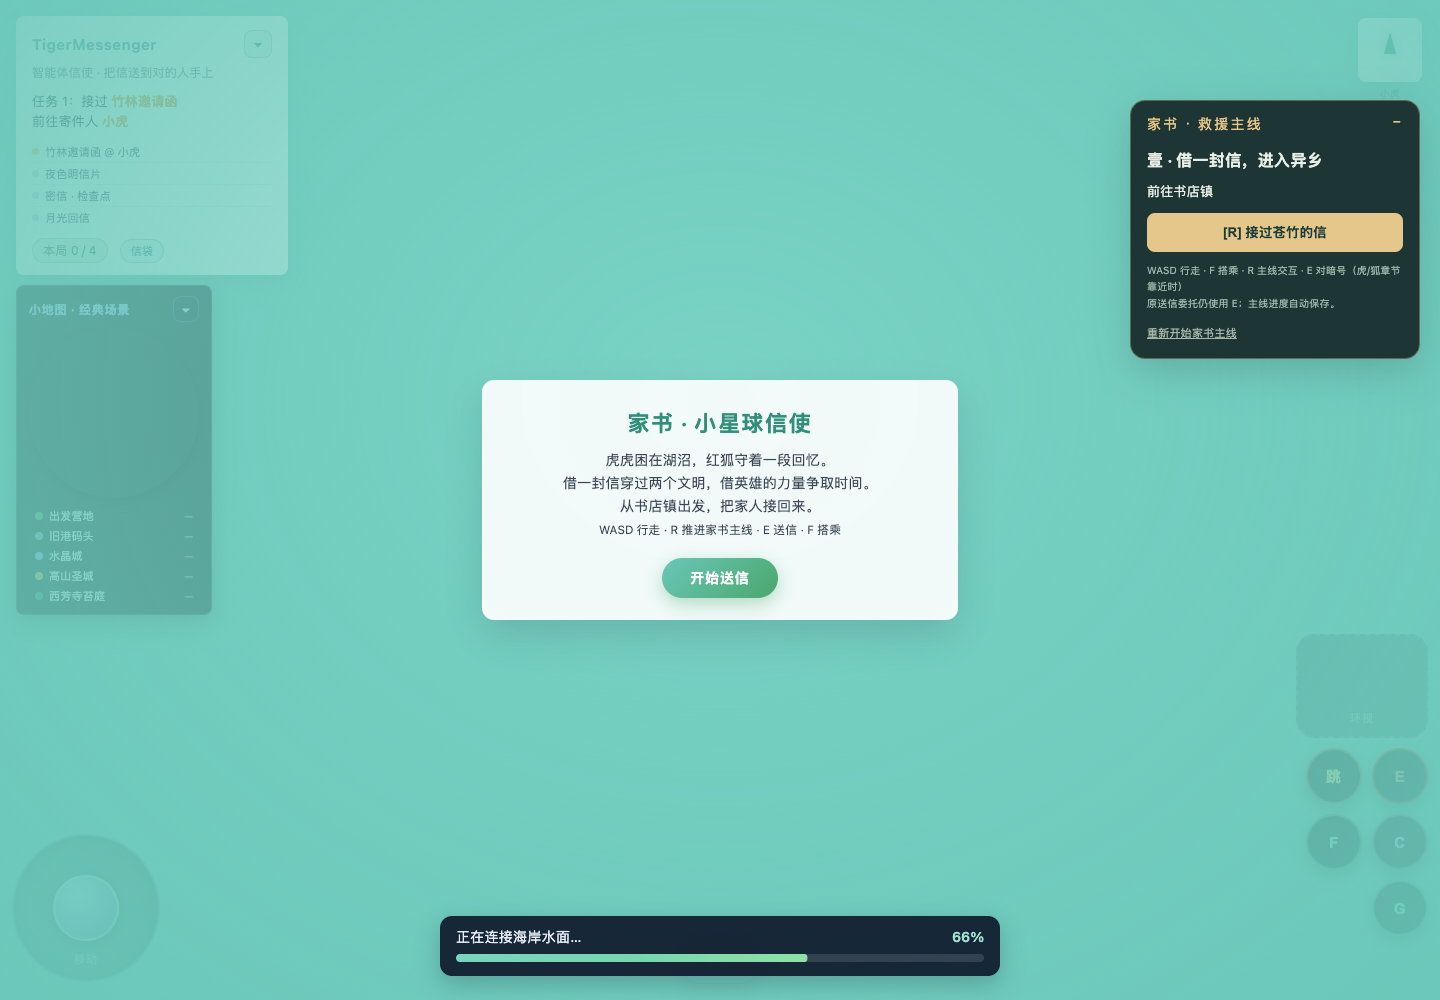 TigerMessenger
智能体信使 · 把信送到对的人手上
任务 1：接过 竹林邀请函
前往寄件人 小虎
竹林邀请函 @ 小虎
夜色明信片
密信 · 检查点
月光回信
本局 0 / 4
信袋
小地图 · 经典场景
出发营地 —
旧港码头 —
水晶城 —
高山圣城 —
西芳寺苔庭 —
移动
家书 · 小星球信使
虎虎困在湖沼，红狐守着一段回忆。
借一封信穿过两个文明，借英雄的力量争取时间。
从书店镇出发，把家人接回来。
WASD 行走 · R 推进家书主线 · E 送信 · F 搭乘
开始送信
正在连接海岸水面... 66%
小虎
家书 · 救援主线 −
壹 · 借一封信，进入异乡
前往书店镇
[R] 接过苍竹的信
WASD 行走 · F 搭乘 · R 主线交互 · E 对暗号（虎/狐章节
靠近时）
原送信委托仍使用 E；主线进度自动保存。
重新开始家书主线
环视
跳
E
F
C
G